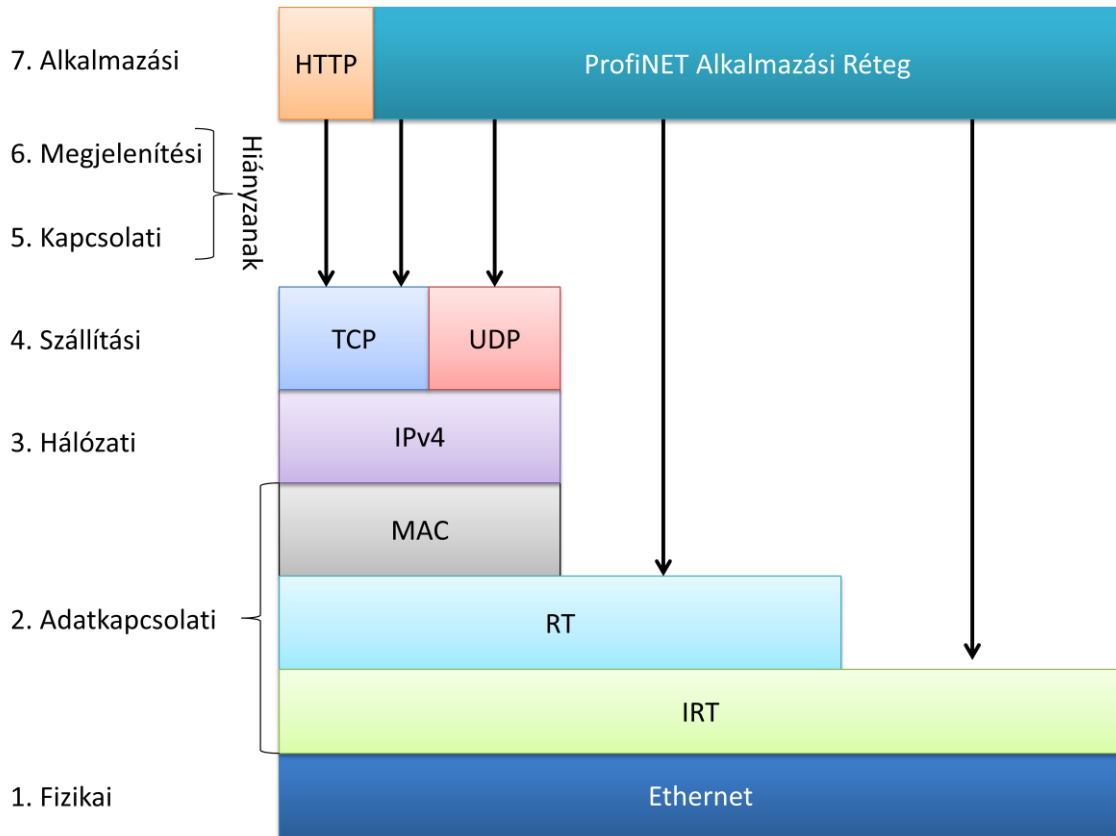 7. Alkalmazási
HTTP
ProfiNET Alkalmazási Réteg
6. Megjelenítési
5. Kapcsolati
Hiányzanak
4. Szállítási
TCP
UDP
3. Hálózati
IPv4
MAC
2. Adatkapcsolati
RT
IRT
1. Fizikai
Ethernet